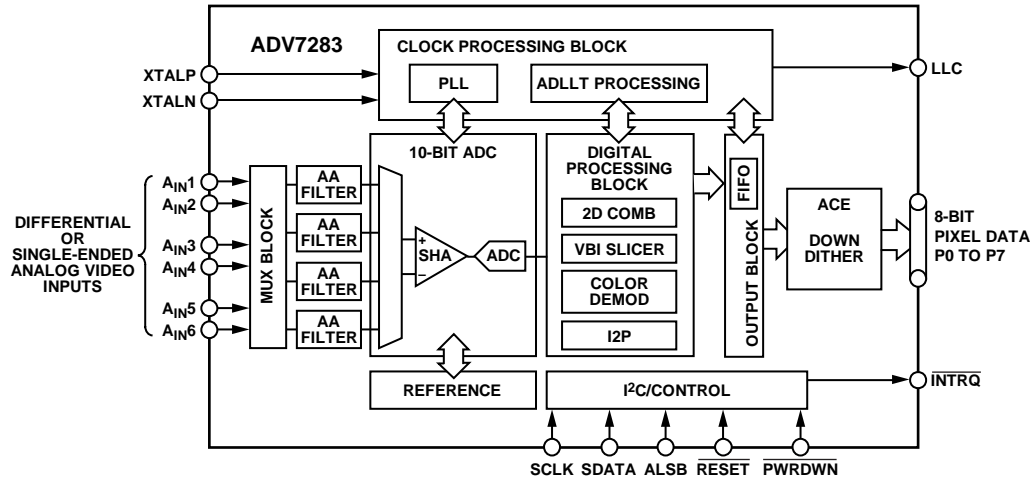 ADV7283
CLOCK PROCESSING BLOCK
PLL
ADLLT PROCESSING
XTALP
XTALN
LLC
10-BIT ADC
DIGITAL
PROCESSING
BLOCK
2D COMB
VBI SLICER
COLOR
DEMOD
I2P
FIFO
OUTPUT BLOCK
ACE
DOWN
DITHER
8-BIT
PIXEL DATA
P0 TO P7
DIFFERENTIAL
OR
SINGLE-ENDED
ANALOG VIDEO
INPUTS
AIN1
AIN2
AIN3
AIN4
AIN5
AIN6
MUX BLOCK
AA
FILTER
AA
FILTER
AA
FILTER
AA
FILTER
+
SHA
–
ADC
REFERENCE
I2C/CONTROL
INTRQ
SCLK
SDATA
ALSB
RESET
PWRDWN